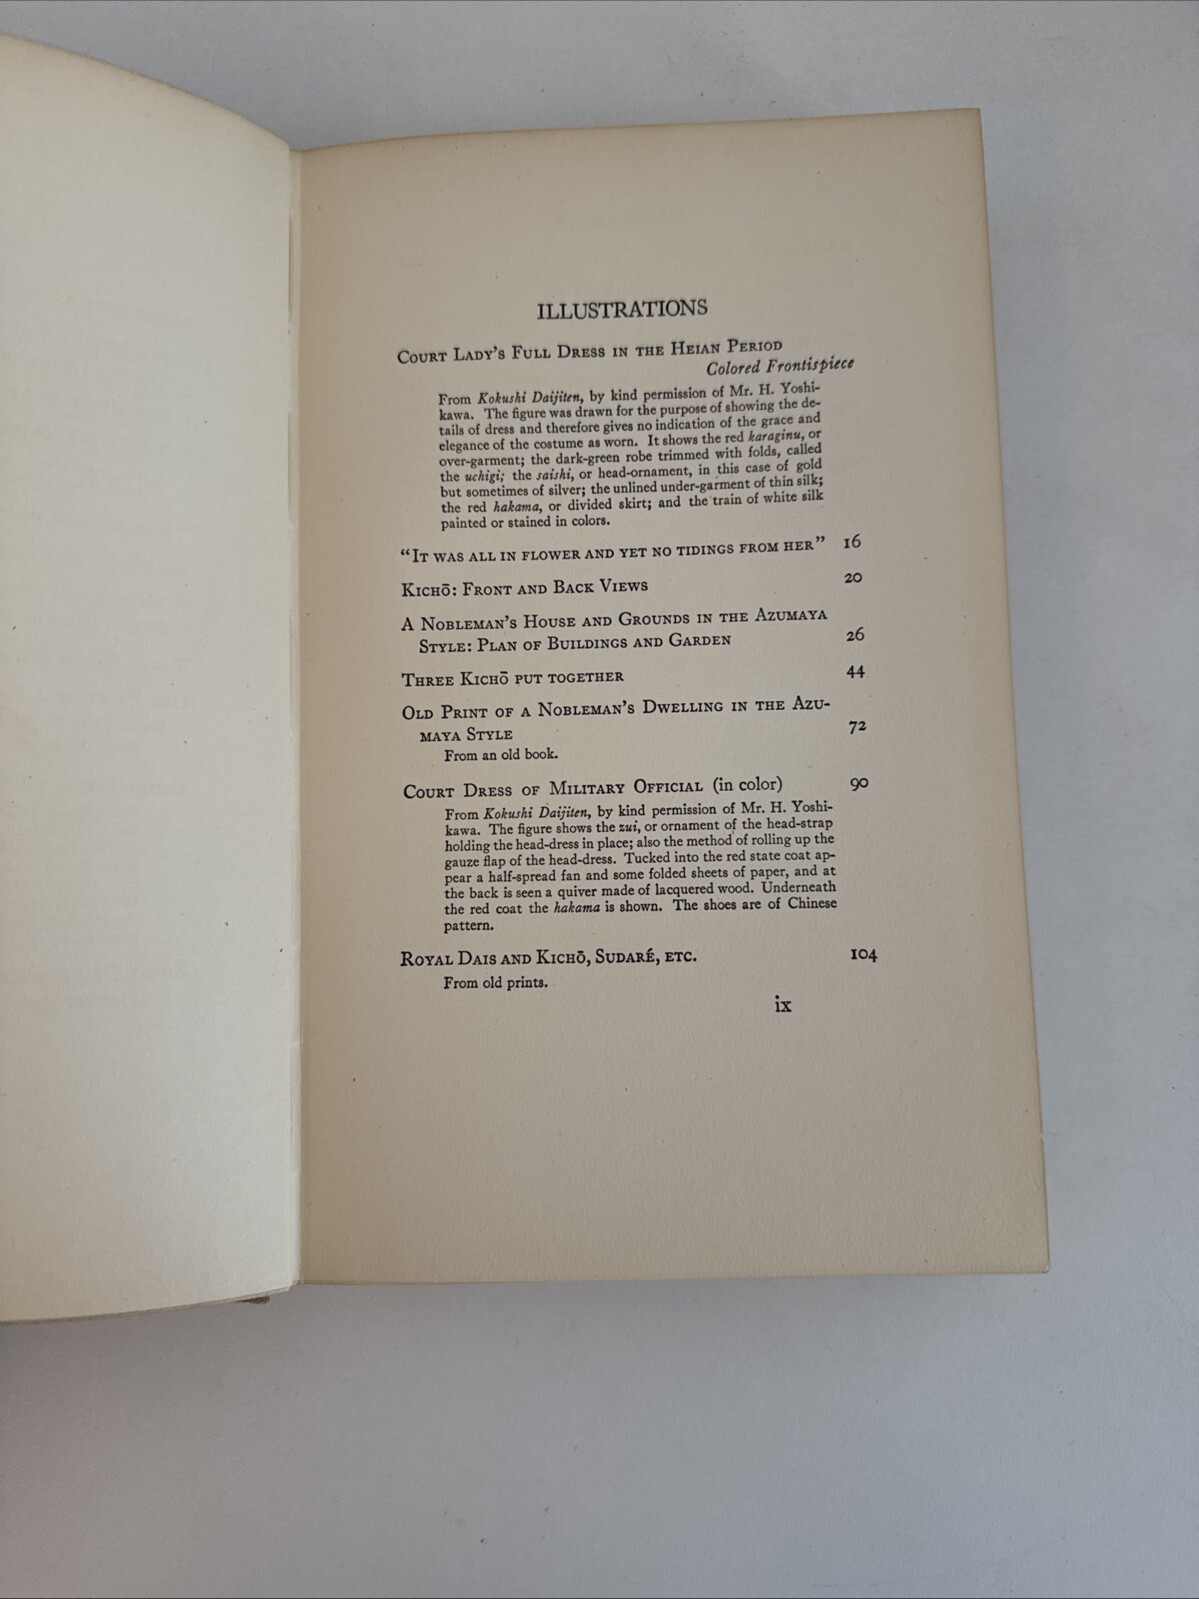 ILLUSTRATIONS
Court Lady's Full Dress in the Heian Period
Colored Frontispiece
From Kokushi Daijiten, by kind permission of Mr. H. Yoshi-
kawa. The figure was drawn for the purpose of showing the de-
tails of dress and therefore gives no indication of the grace and
elegance of the costume as worn. It shows the red karaginu, or
over-garment; the dark-green robe trimmed with folds, called
the uchigi; the saishi, or head-ornament, in this case of gold
but sometimes of silver; the unlined under-garment of thin silk;
the red hakama, or divided skirt; and the train of white silk
painted or stained in colors.
“It was all in flower and yet no tidings from her” 16
Kichō: Front and Back Views 20
A Nobleman's House and Grounds in the Azumaya
Style: Plan of Buildings and Garden 26
Three Kichō put together 44
Old Print of a Nobleman's Dwelling in the Azu-
maya Style 72
From an old book.
Court Dress of Military Official (in color) 90
From Kokushi Daijiten, by kind permission of Mr. H. Yoshi-
kawa. The figure shows the zui, or ornament of the head-strap
holding the head-dress in place; also the method of rolling up the
gauze flap of the head-dress. Tucked into the red state coat ap-
pear a half-spread fan and some folded sheets of paper, and at
the back is seen a quiver made of lacquered wood. Underneath
the red coat the hakama is shown. The shoes are of Chinese
pattern.
Royal Dais and Kichō, Sudaré, etc. 104
From old prints.
ix